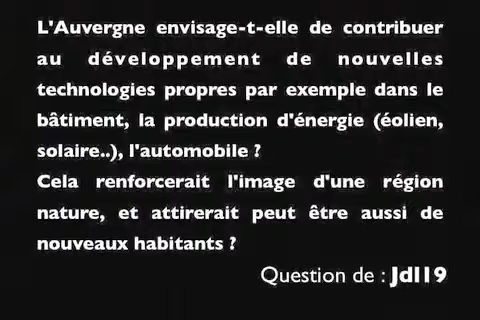 L'Auvergne envisage-t-elle de contribuer
au développement de nouvelles
technologies propres par exemple dans le
bâtiment, la production d'énergie (éolien,
solaire..), l'automobile ?
Cela renforcerait l'image d'une région
nature, et attirerait peut être aussi de
nouveaux habitants ?
Question de : Jdl19